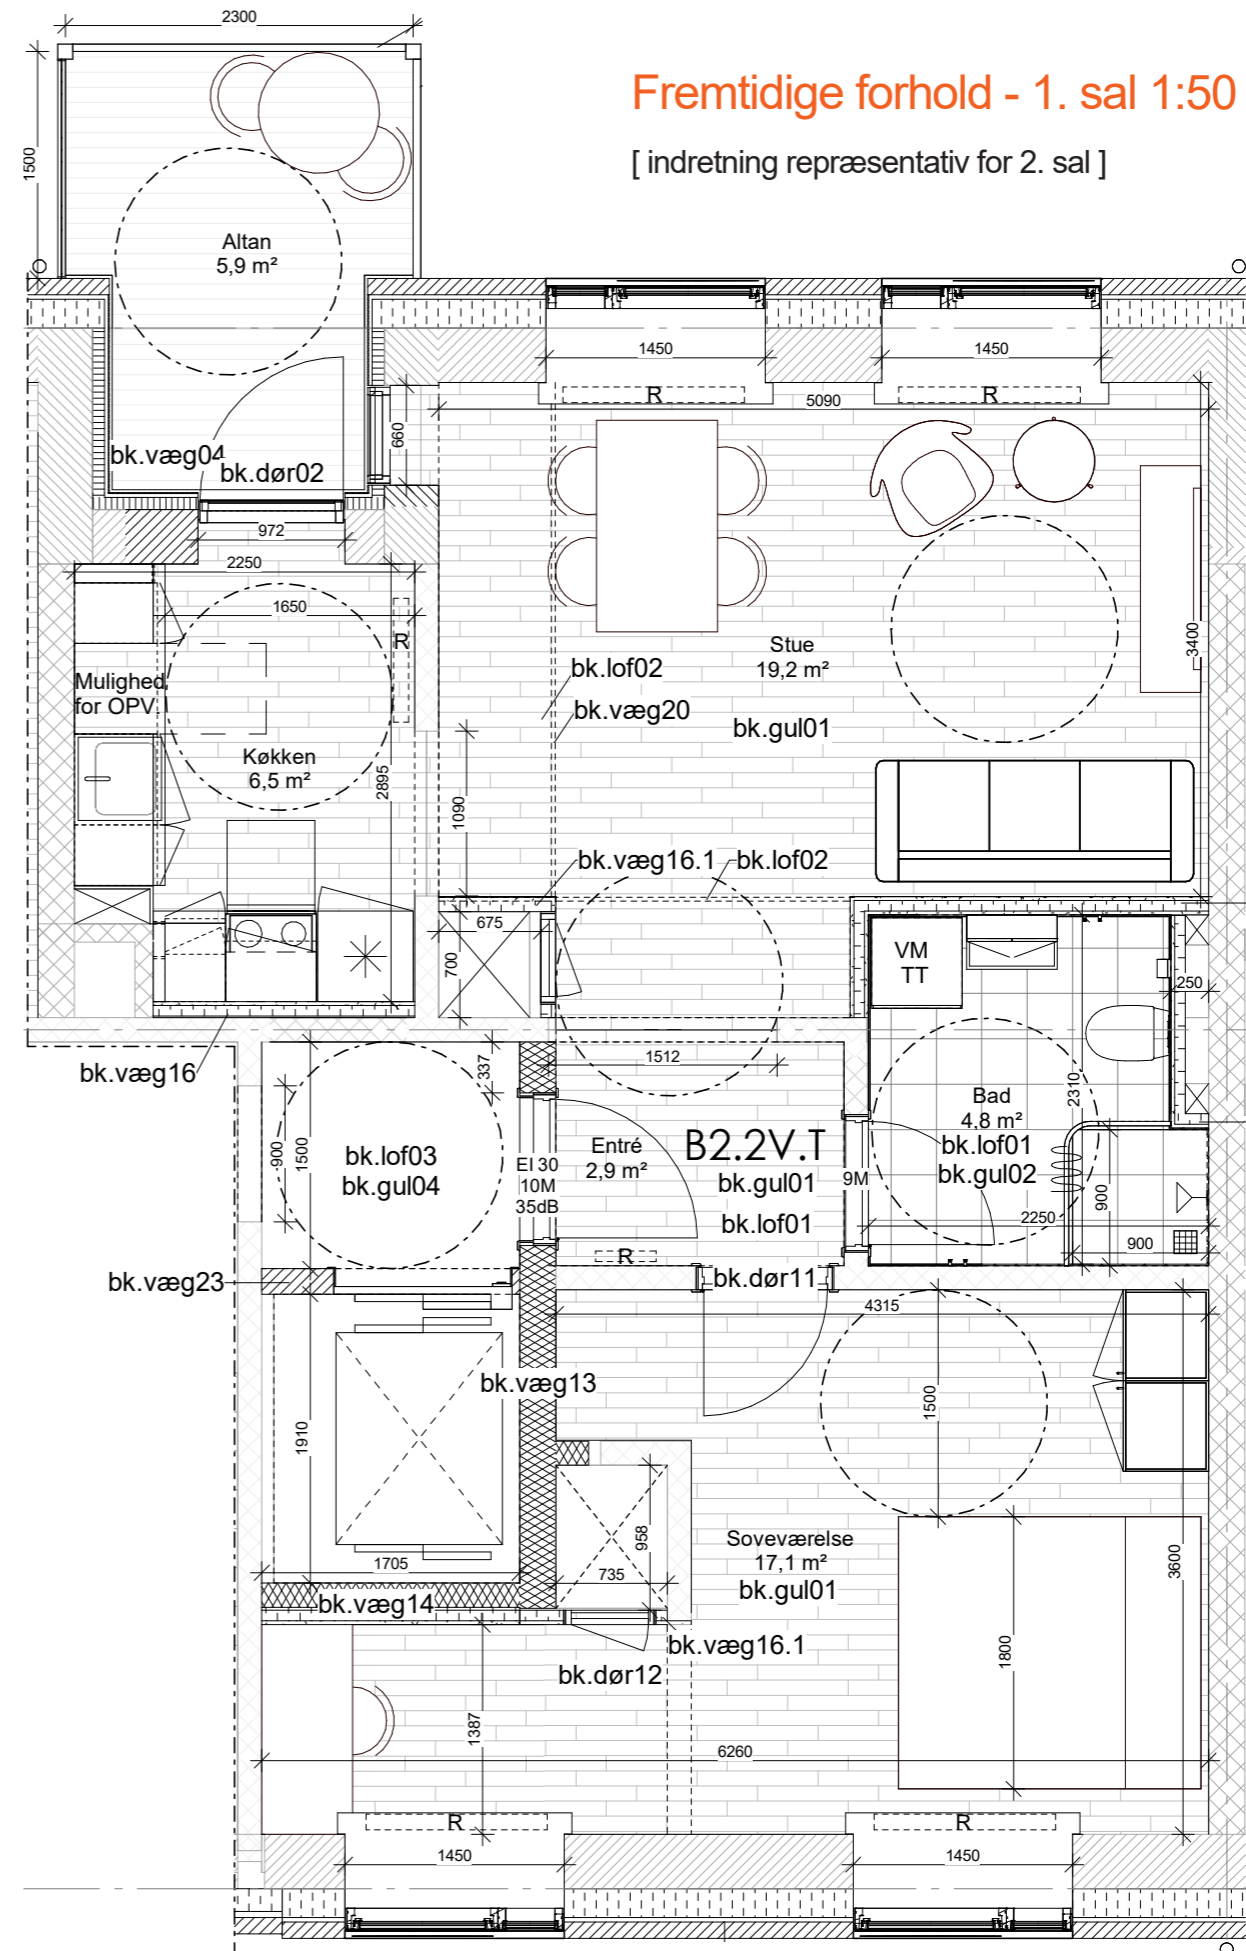 2300
Fremtidige forhold - 1. sal 1:50
[ indretning repræsentativ for 2. sal ]
1500
Altan
5,9 m²
1450
1450
R
R
5090
660
bk.væg04
bk.dør02
972
2250
1650
R
Mulighed
for OPV.
Køkken
6,5 m²
2895
Stue
19,2 m²
3400
bk.lof02
bk.væg20
bk.gul01
1090
bk.væg16.1
bk.lof02
675
700
VM
TT
250
bk.væg16
337
1512
900
1500
bk.lof03
bk.gul04
EI 30
10M
35dB
Entré
2,9 m²
B2.2V.T
bk.gul01
bk.lof01
9M
Bad
4,8 m²
2310
bk.lof01
bk.gul02
900
2250
900
R
bk.væg23
bk.dør11
4315
bk.væg13
1500
1910
958
735
Soveværelse
17,1 m²
bk.gul01
3600
1705
bk.væg14
bk.væg16.1
bk.dør12
1800
1387
6260
R
R
1450
1450